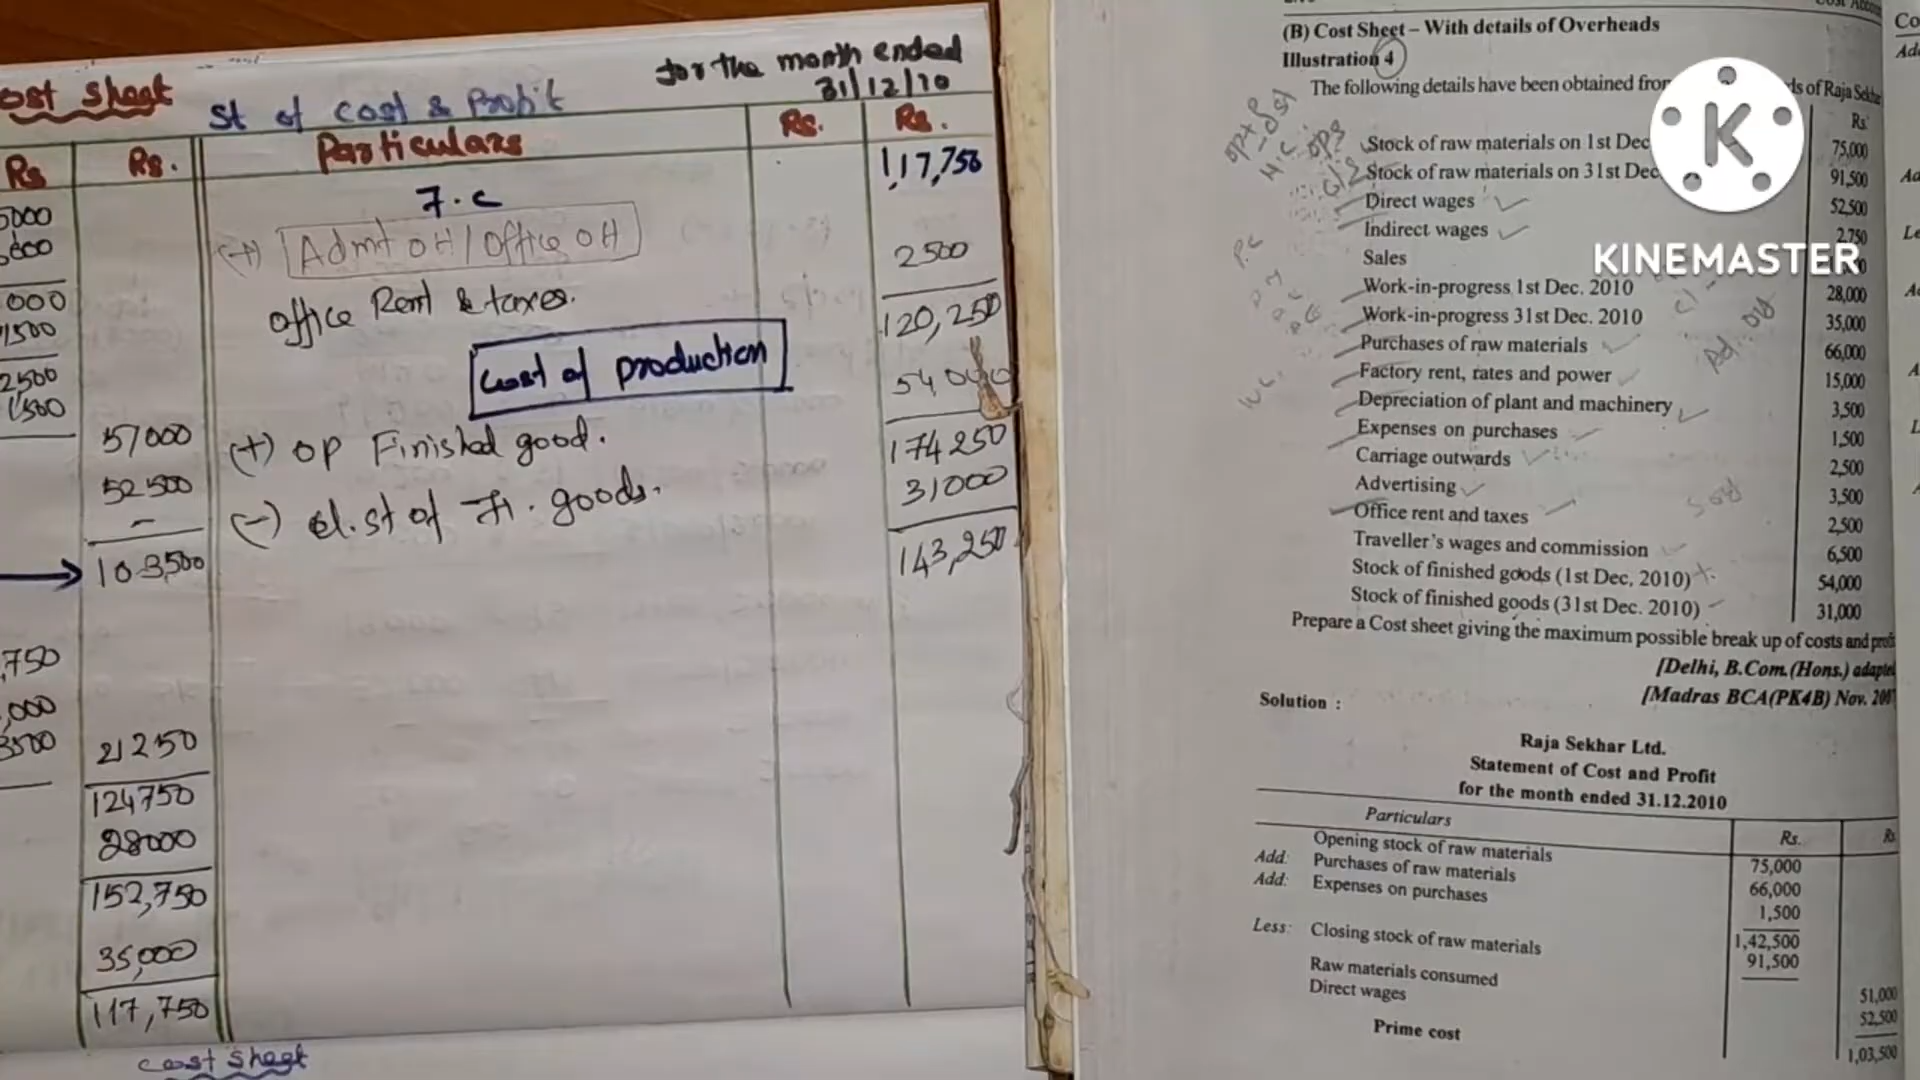 ost sheet
st of cost & Profit
for the month ended
31/12/10
Rs
Rs.
Particulars
Rs.
Rs.
F.C
1,17,750
(+) Admt OH / Office OH
office Rent & taxes.
2500
120,250
Cost of production
54,000
(+) op Finished good.
174250
(-) cl. st of Fi. goods.
31000
143,250
5000
000
1500
2500
1500
57000
52500
-
103,500
,750
,000
3500
21250
124750
28000
152,750
35,000
117,750
cost sheet
(B) Cost Sheet – With details of Overheads
Illustration 4
The following details have been obtained from
ds of Raja Sekhar
Rs.
Stock of raw materials on 1st Dec 75,000
Stock of raw materials on 31st Dec. 91,500
Direct wages 52,500
Indirect wages 2,750
Sales
Work-in-progress 1st Dec. 2010 28,000
Work-in-progress 31st Dec. 2010 35,000
Purchases of raw materials 66,000
Factory rent, rates and power 15,000
Depreciation of plant and machinery 3,500
Expenses on purchases 1,500
Carriage outwards 2,500
Advertising 3,500
Office rent and taxes 2,500
Traveller's wages and commission 6,500
Stock of finished goods (1st Dec, 2010) 54,000
Stock of finished goods (31st Dec. 2010) 31,000
Prepare a Cost sheet giving the maximum possible break up of costs and profi
[Delhi, B.Com.(Hons.) adapted
[Madras BCA(PK4B) Nov.
Solution :
Raja Sekhar Ltd.
Statement of Cost and Profit
for the month ended 31.12.2010
Particulars Rs. Rs
Opening stock of raw materials 75,000
Add: Purchases of raw materials 66,000
Add: Expenses on purchases 1,500
1,42,500
Less: Closing stock of raw materials 91,500
Raw materials consumed 51,000
Direct wages 52,500
Prime cost 1,03,500
K
KINEMASTER